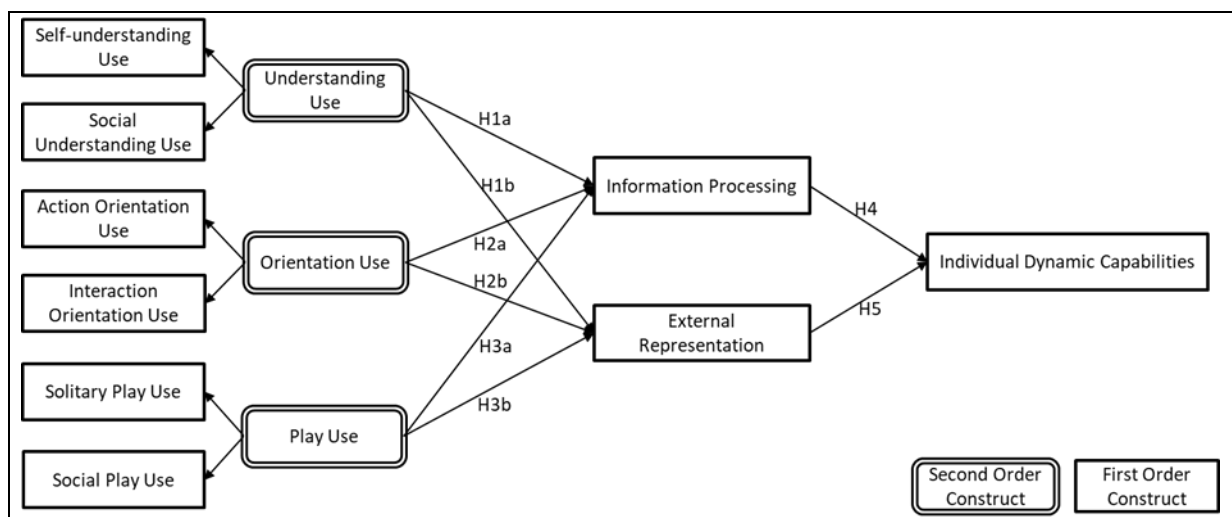 Self-understanding
Use
Social
Understanding Use
Action Orientation
Use
Interaction
Orientation Use
Solitary Play Use
Social Play Use
Understanding
Use
Orientation Use
Play Use
H1a
H1b
H2a
H2b
H3a
H3b
Information Processing
External
Representation
H4
H5
Individual Dynamic Capabilities
Second Order
Construct
First Order
Construct